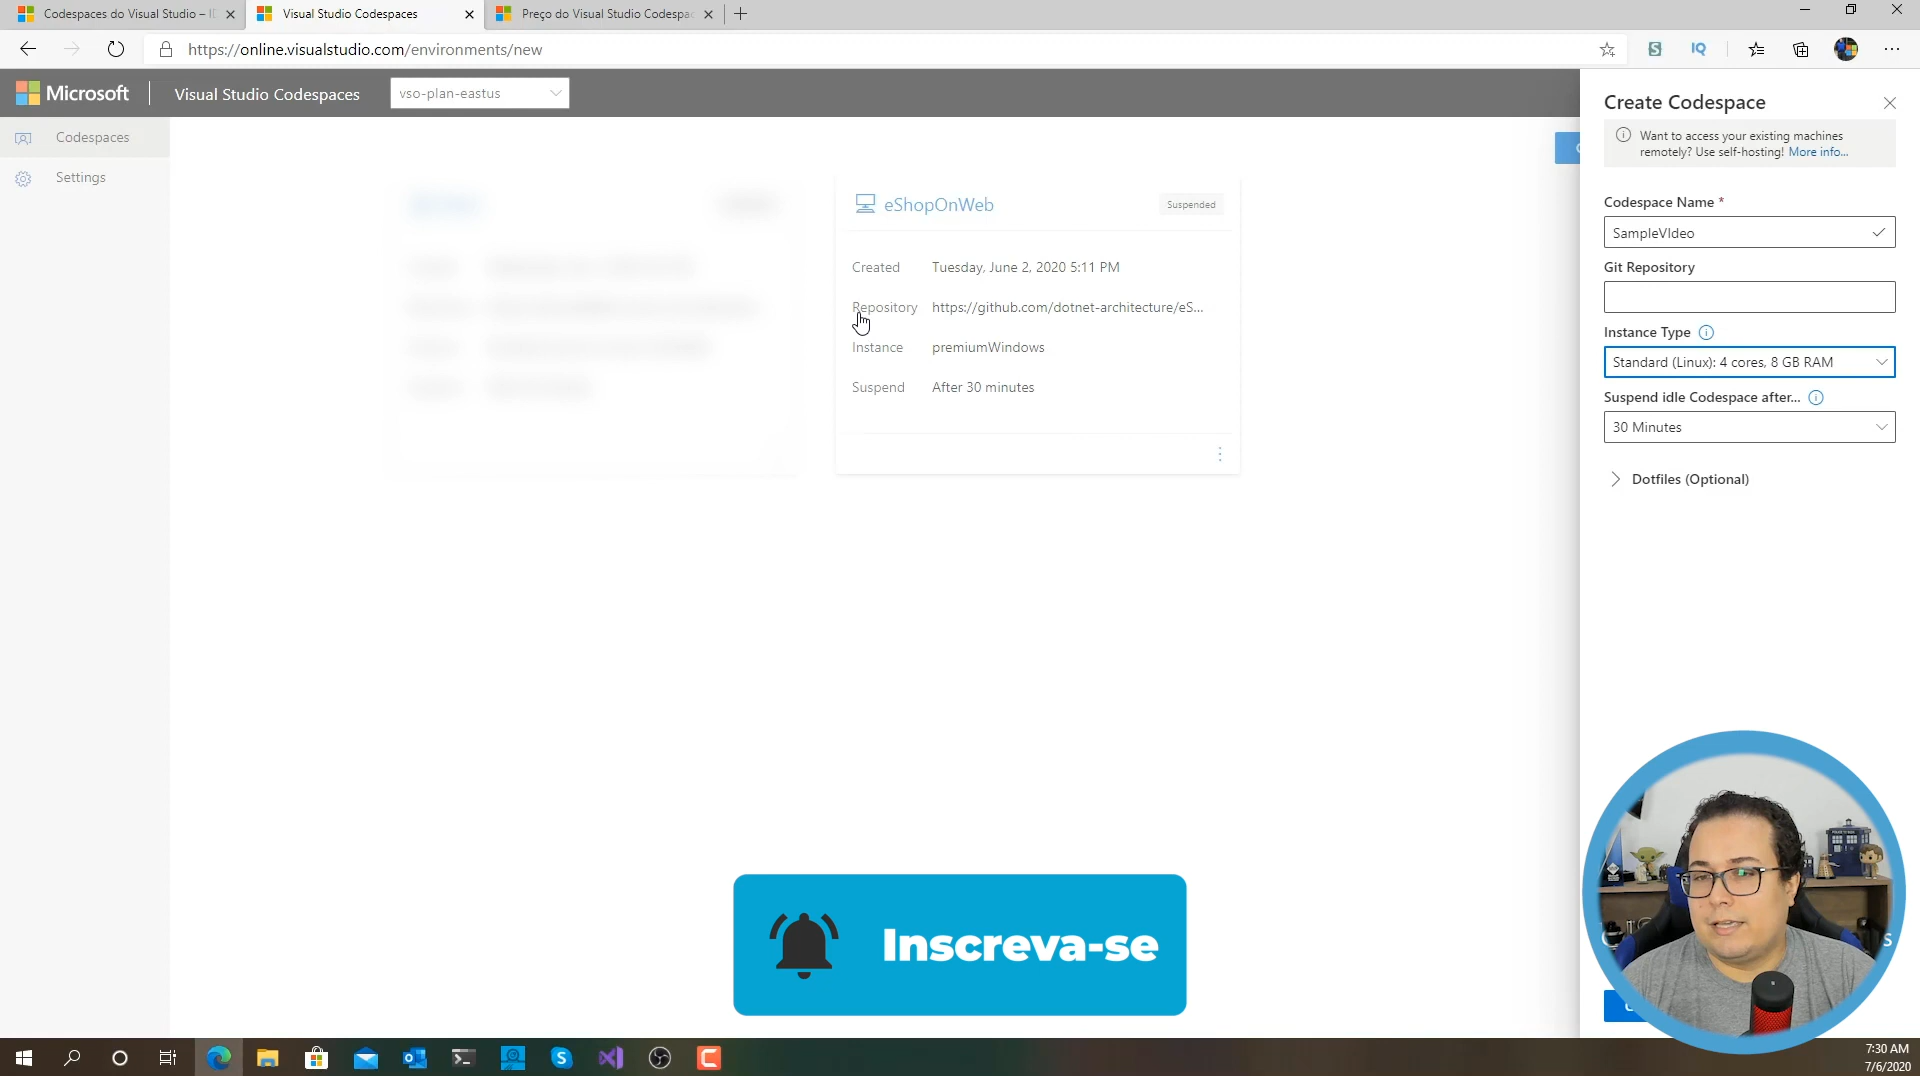 Codespaces do Visual Studio – I
Visual Studio Codespaces
Preço do Visual Studio Codespac
https://online.visualstudio.com/environments/new
Microsoft
Visual Studio Codespaces
vso-plan-eastus
Codespaces
Settings
eShopOnWeb
Suspended
Created
Tuesday, June 2, 2020 5:11 PM
Repository
https://github.com/dotnet-architecture/eS...
Instance
premiumWindows
Suspend
After 30 minutes
Create Codespace
Want to access your existing machines
remotely? Use self-hosting! More info...
Codespace Name *
SampleVIdeo
Git Repository
Instance Type
Standard (Linux): 4 cores, 8 GB RAM
Suspend idle Codespace after...
30 Minutes
Dotfiles (Optional)
Inscreva-se
7:30 AM
7/6/2020